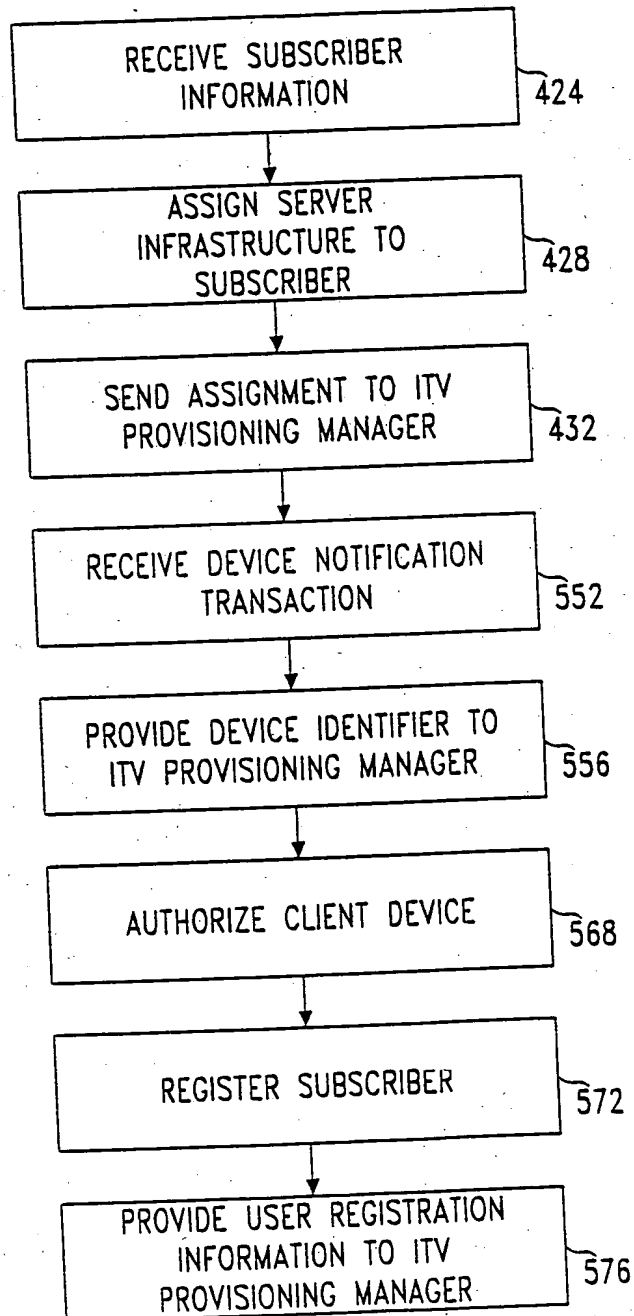 RECEIVE SUBSCRIBER
INFORMATION
424
ASSIGN SERVER
INFRASTRUCTURE TO
SUBSCRIBER
428
SEND ASSIGNMENT TO ITV
PROVISIONING MANAGER
432
RECEIVE DEVICE NOTIFICATION
TRANSACTION
552
PROVIDE DEVICE IDENTIFIER TO
ITV PROVISIONING MANAGER
556
AUTHORIZE CLIENT DEVICE
568
REGISTER SUBSCRIBER
572
PROVIDE USER REGISTRATION
INFORMATION TO ITV
PROVISIONING MANAGER
576